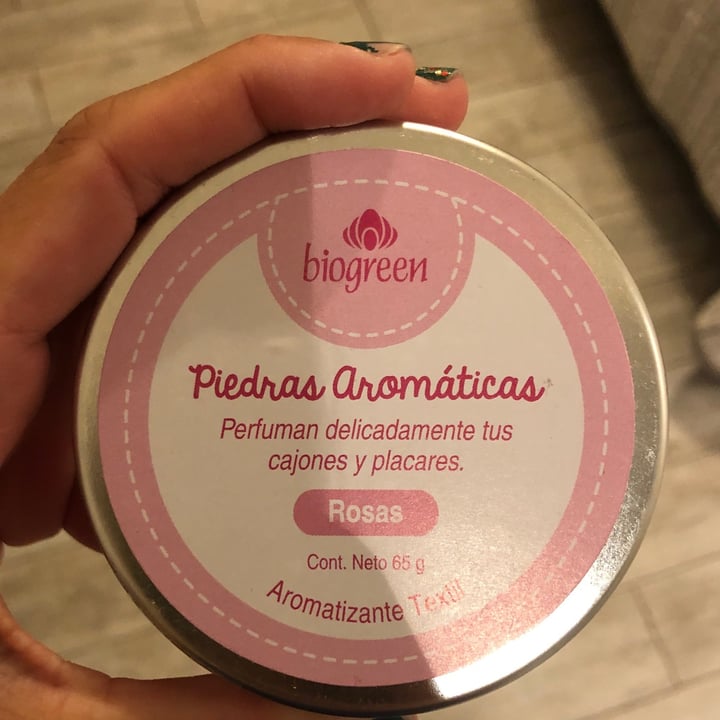 biogreen
Piedras Aromáticas
Perfuman delicadamente tus
cajones y placares.
Rosas
Cont. Neto 65 g
Aromatizante Textil